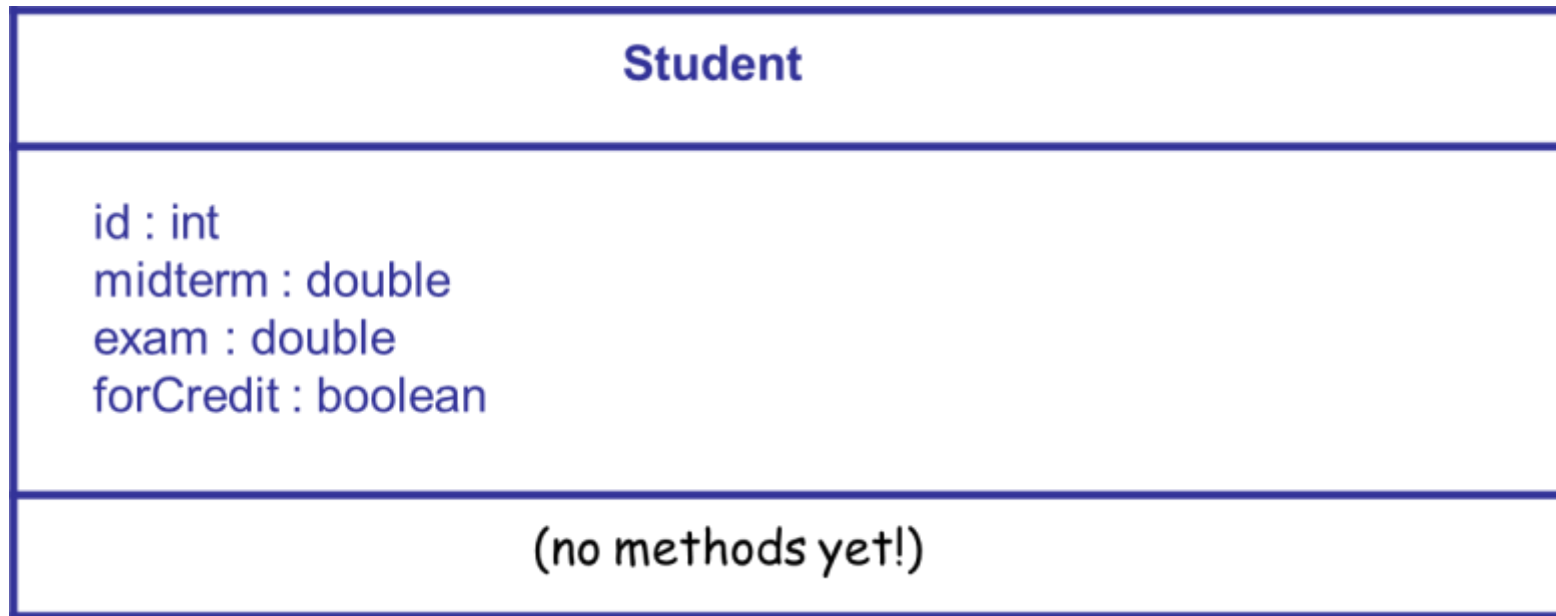 Student
id : int
midterm : double
exam : double
forCredit : boolean
(no methods yet!)